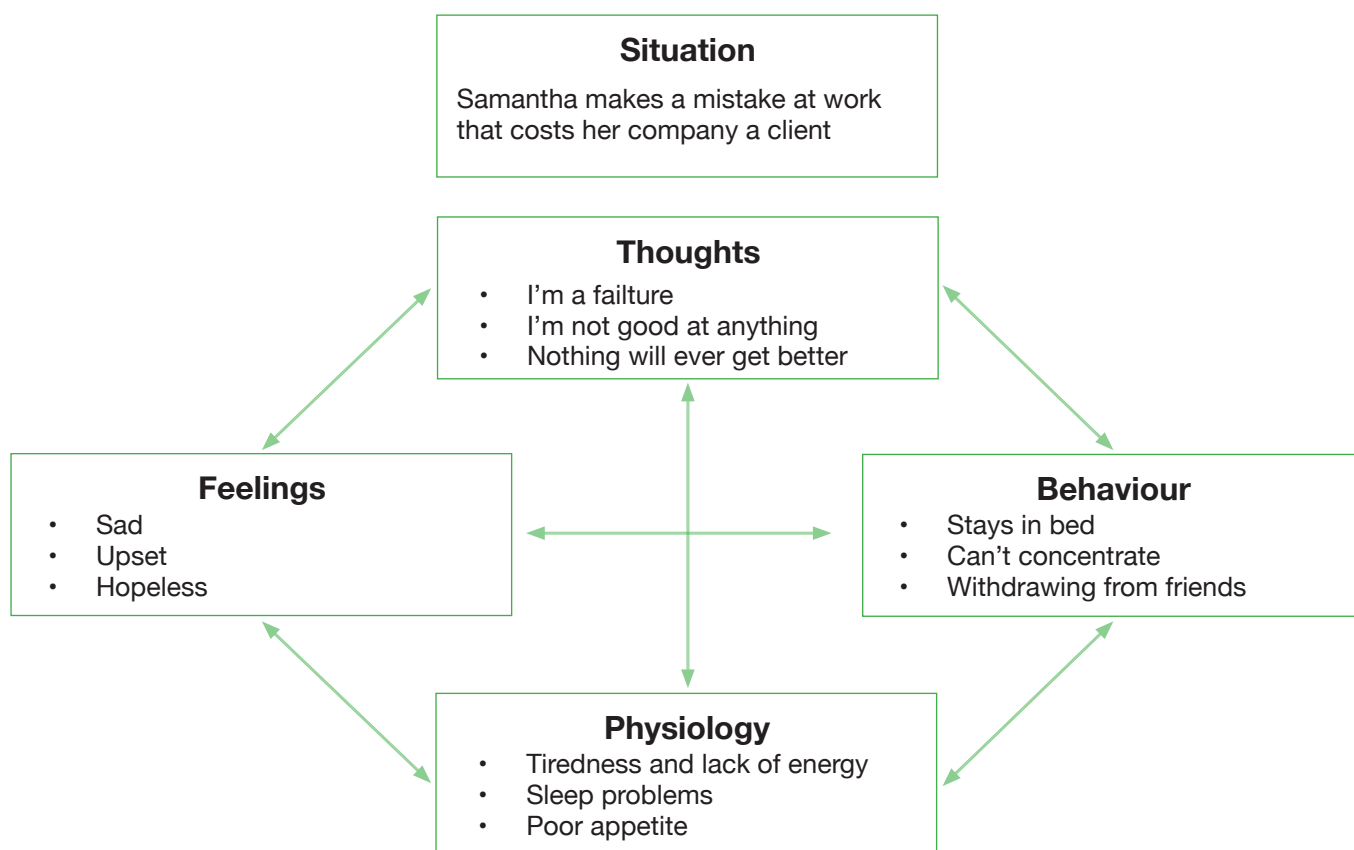 Situation
Samantha makes a mistake at work
that costs her company a client
Thoughts
• I'm a failture
• I'm not good at anything
• Nothing will ever get better
Feelings
• Sad
• Upset
• Hopeless
Behaviour
• Stays in bed
• Can't concentrate
• Withdrawing from friends
Physiology
• Tiredness and lack of energy
• Sleep problems
• Poor appetite